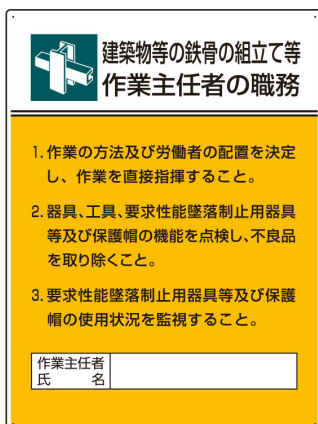 建築物等の鉄骨の組立て等
作業主任者の職務
1.作業の方法及び労働者の配置を決定
し、作業を直接指揮すること。
2.器具、工具、要求性能墜落制止用器具
等及び保護帽の機能を点検し、不良品
を取り除くこと。
3.要求性能墜落制止用器具等及び保護
帽の使用状況を監視すること。
作業主任者
氏　名